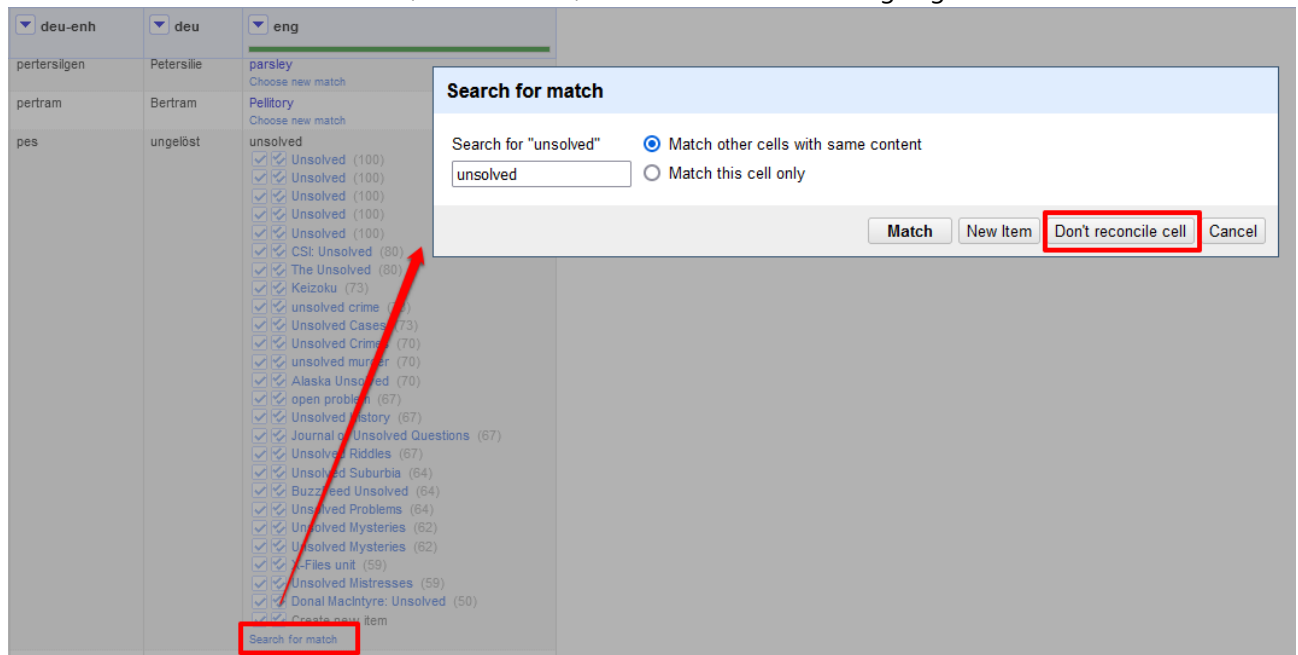 deu-enh deu eng
pertersilgen Petersilie parsley
Choose new match
pertram Bertram Pellitory
Choose new match
pes ungelöst unsolved
Unsolved (100)
Unsolved (100)
Unsolved (100)
Unsolved (100)
Unsolved (100)
CSI: Unsolved (80)
The Unsolved (80)
Keizoku (73)
unsolved crime
Unsolved Cases (73)
Unsolved Crimes (70)
unsolved murder (70)
Alaska Unsolved (70)
open problem (67)
Unsolved History (67)
Journal of Unsolved Questions (67)
Unsolved Riddles (67)
Unsolved Suburbia (64)
BuzzFeed Unsolved (64)
Unsolved Problems (64)
Unsolved Mysteries (62)
Unsolved Mysteries (62)
X-Files unit (59)
Unsolved Mistresses (59)
Donal MacIntyre: Unsolved (50)
Create new item
Search for match
Search for match
Search for "unsolved" Match other cells with same content
unsolved Match this cell only
Match New Item Don't reconcile cell Cancel